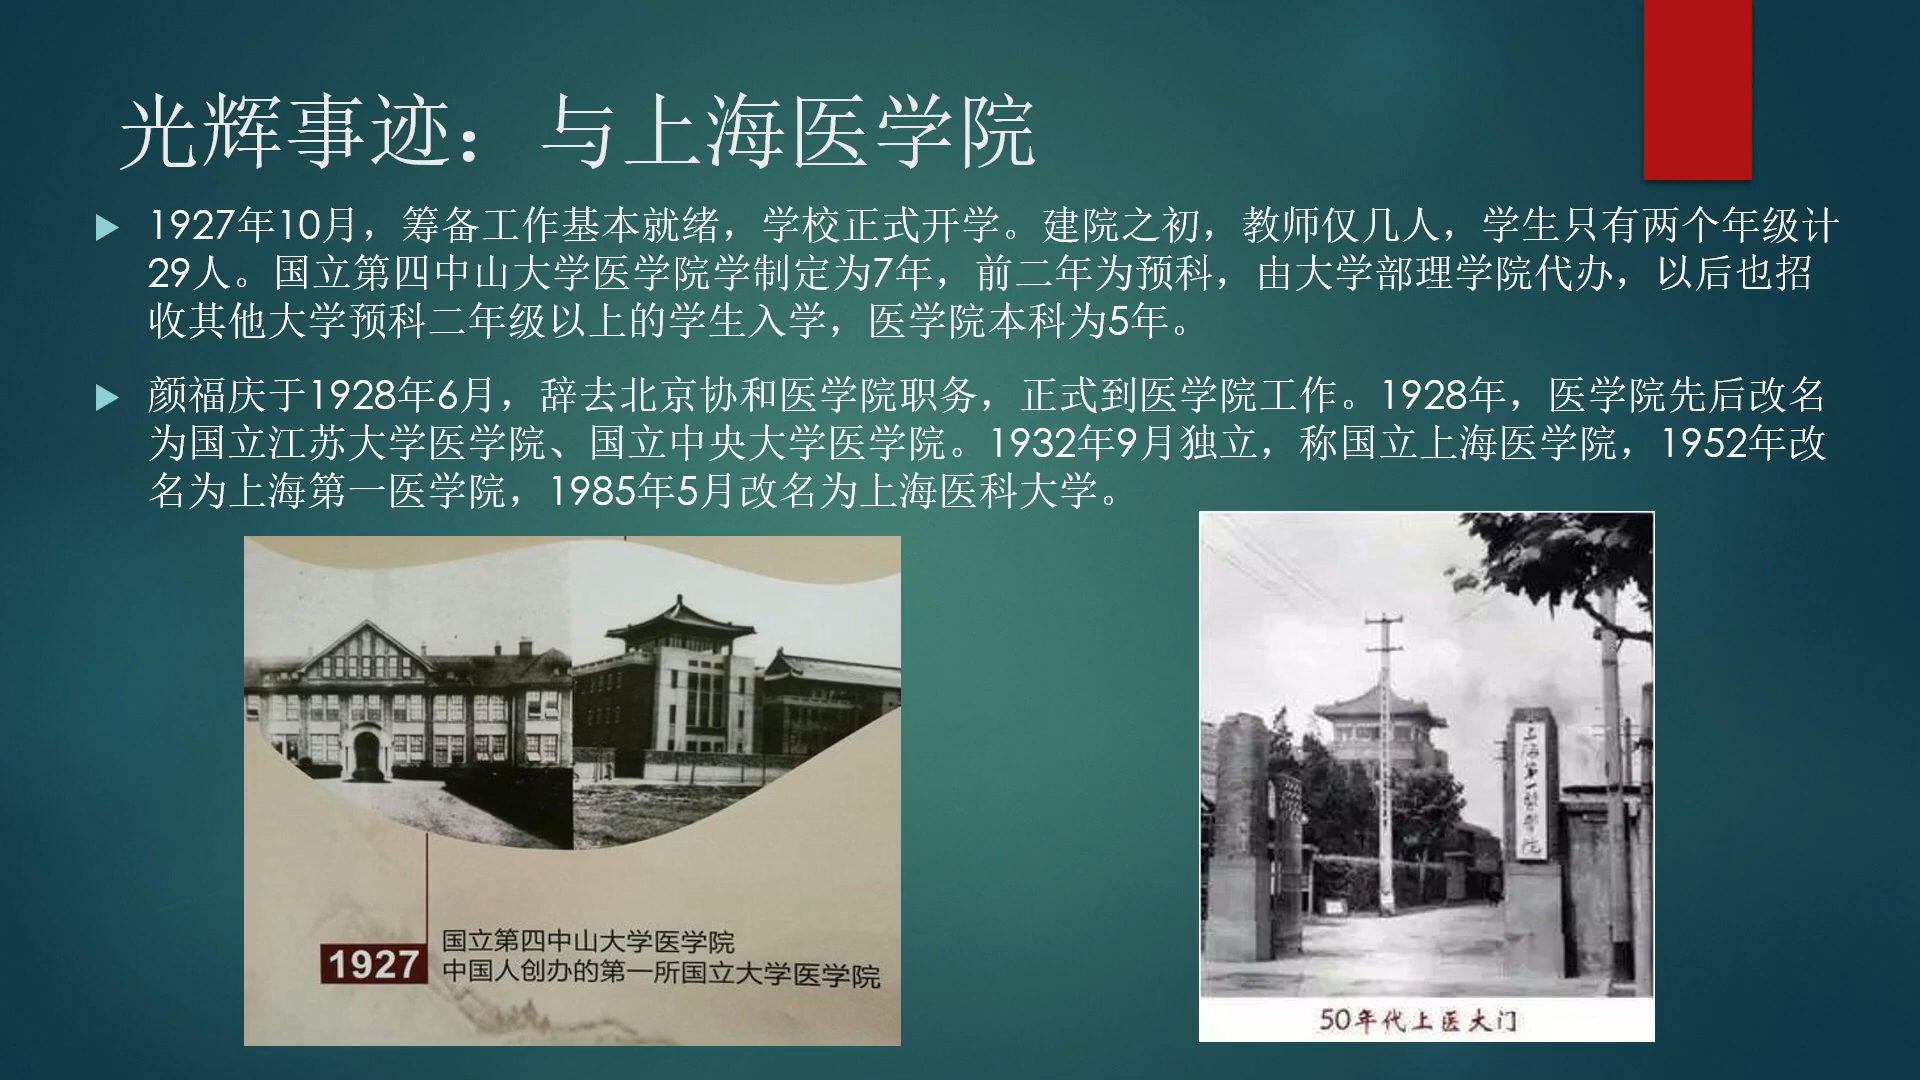 光辉事迹：与上海医学院
1927年10月，筹备工作基本就绪，学校正式开学。建院之初，教师仅几人，学生只有两个年级计
29人。国立第四中山大学医学院学制定为7年，前二年为预科，由大学部理学院代办，以后也招
收其他大学预科二年级以上的学生入学，医学院本科为5年。
颜福庆于1928年6月，辞去北京协和医学院职务，正式到医学院工作。1928年，医学院先后改名
为国立江苏大学医学院、国立中央大学医学院。1932年9月独立，称国立上海医学院，1952年改
名为上海第一医学院，1985年5月改名为上海医科大学。
国立第四中山大学医学院
1927
中国人创办的第一所国立大学医学院
上海第一醫学院
50年代上医大门